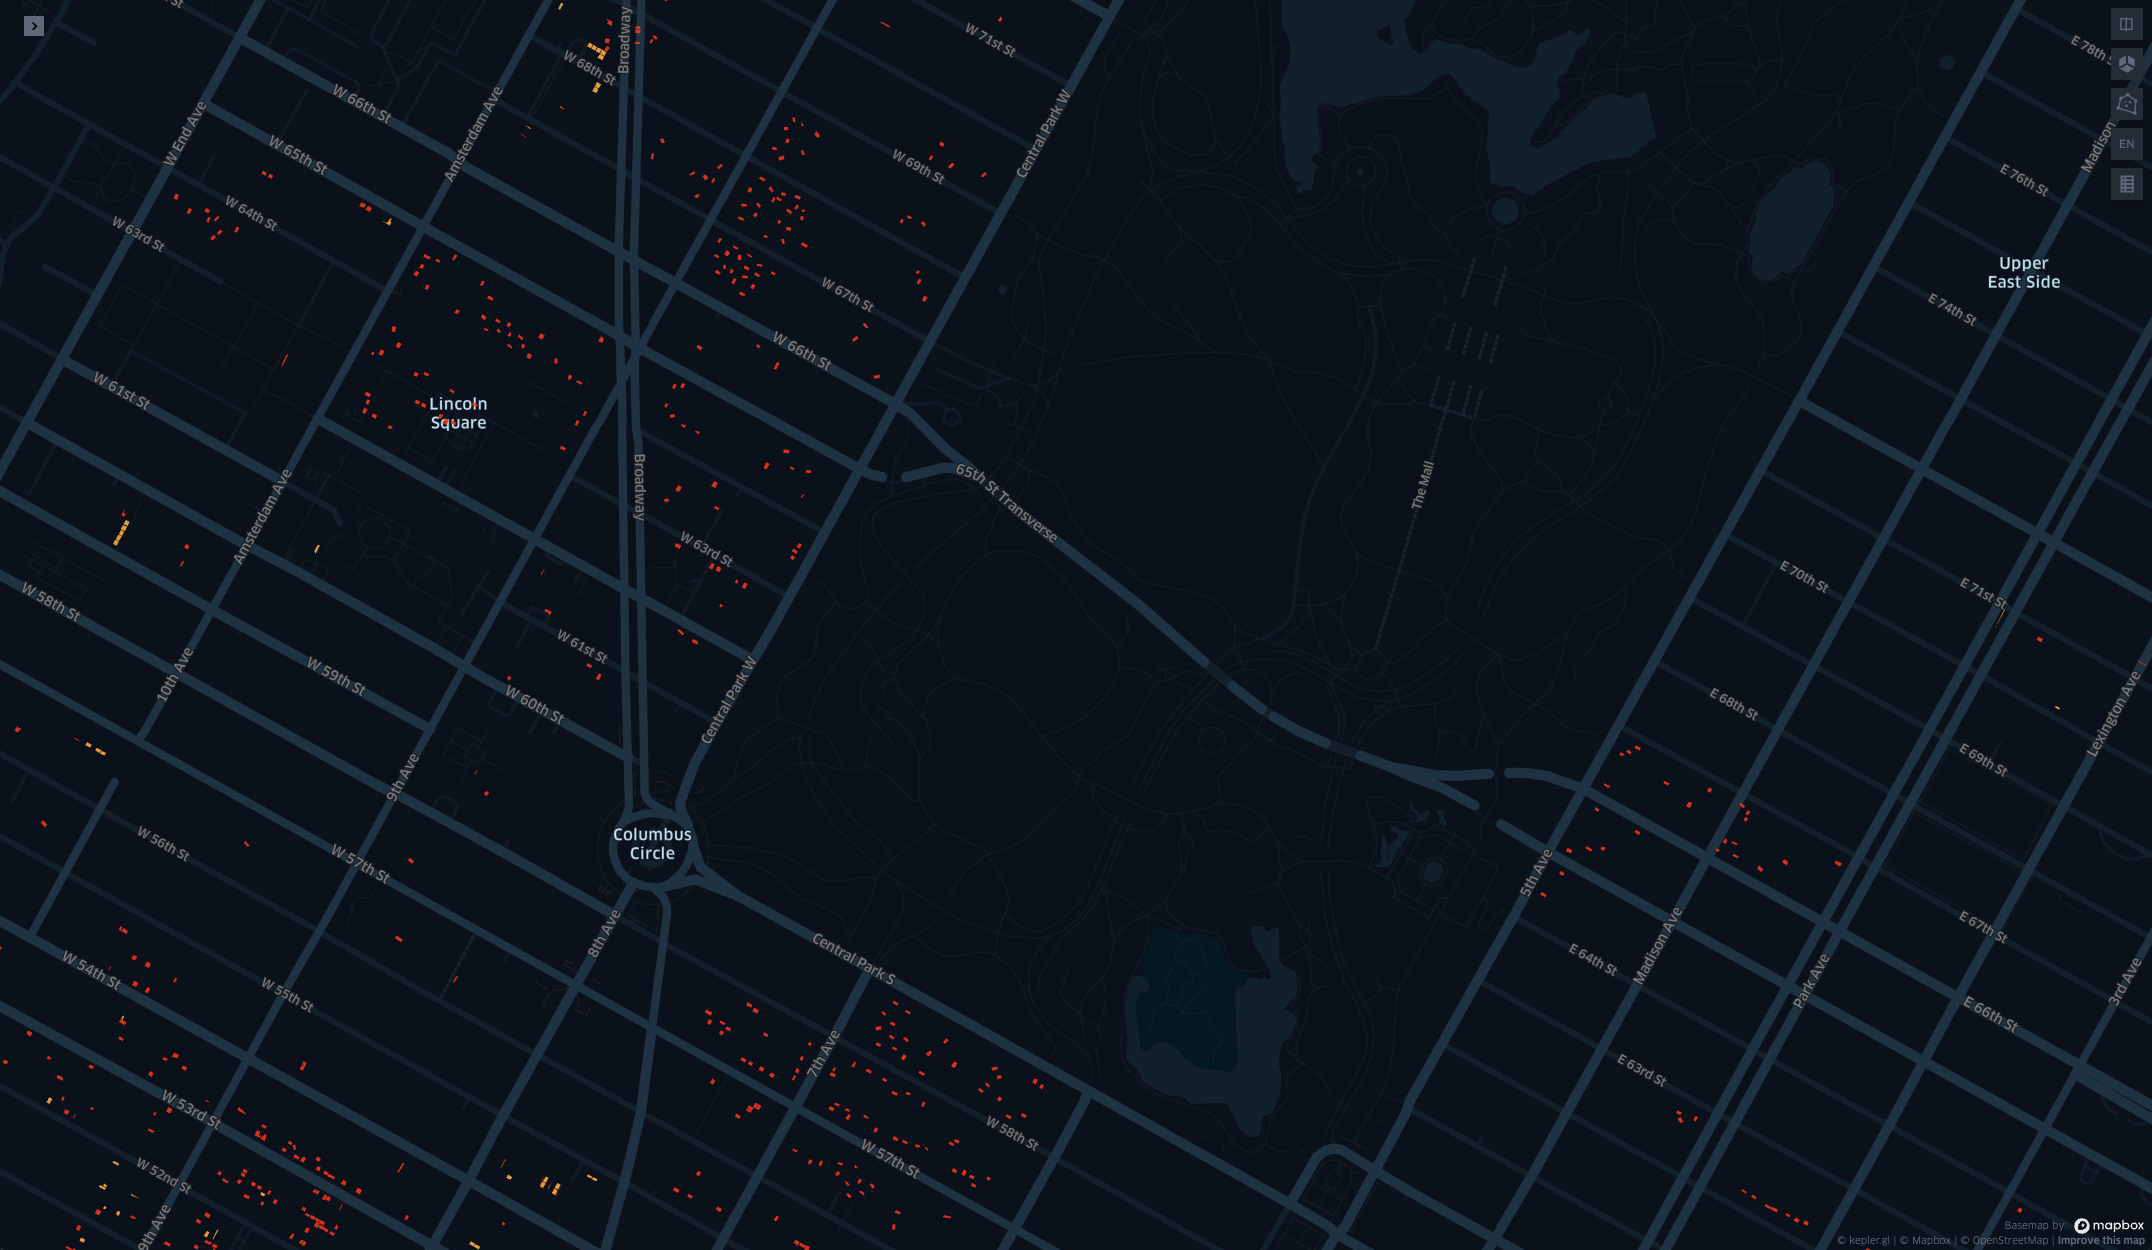 Broadway
W 71st St
W 68th St
E 78th
W 66th St
Amsterdam Ave
W End Ave
Central Park W
Madison
EN
W 65th St
W 69th St
E 76th St
W 64th St
W 63rd St
Upper
East Side
W 67th St
E 74th St
W 66th St
W 61st St
Lincoln
Square
Broadway
65th St Transverse
The Mall
Amsterdam Ave
W 63rd St
E 70th St
E 71st St
W 58th St
W 61st St
10th Ave
W 59th St
W 60th St
Central Park W
E 68th St
Lexington Ave
E 69th St
9th Ave
W 56th St
W 57th St
Columbus
Circle
5th Ave
8th Ave
Central Park S
E 64th St
Madison Ave
E 67th St
W 54th St
W 55th St
Park Ave
3rd Ave
E 66th St
7th Ave
E 63rd St
W 53rd St
W 58th St
W 57th St
W 52nd St
9th Ave
Basemap by: mapbox
© kepler.gl | © Mapbox | © OpenStreetMap | Improve this map